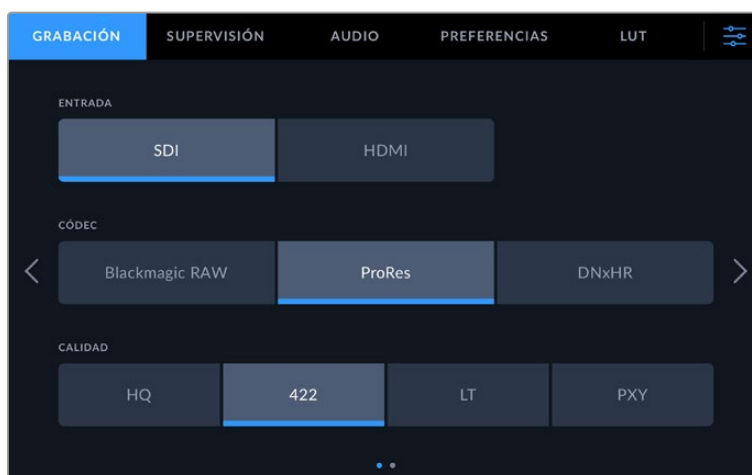 GRABACIÓN SUPERVISIÓN AUDIO PREFERENCIAS LUT
ENTRADA
SDI HDMI
CÓDEC
Blackmagic RAW ProRes DNxHR
CALIDAD
HQ 422 LT PXY